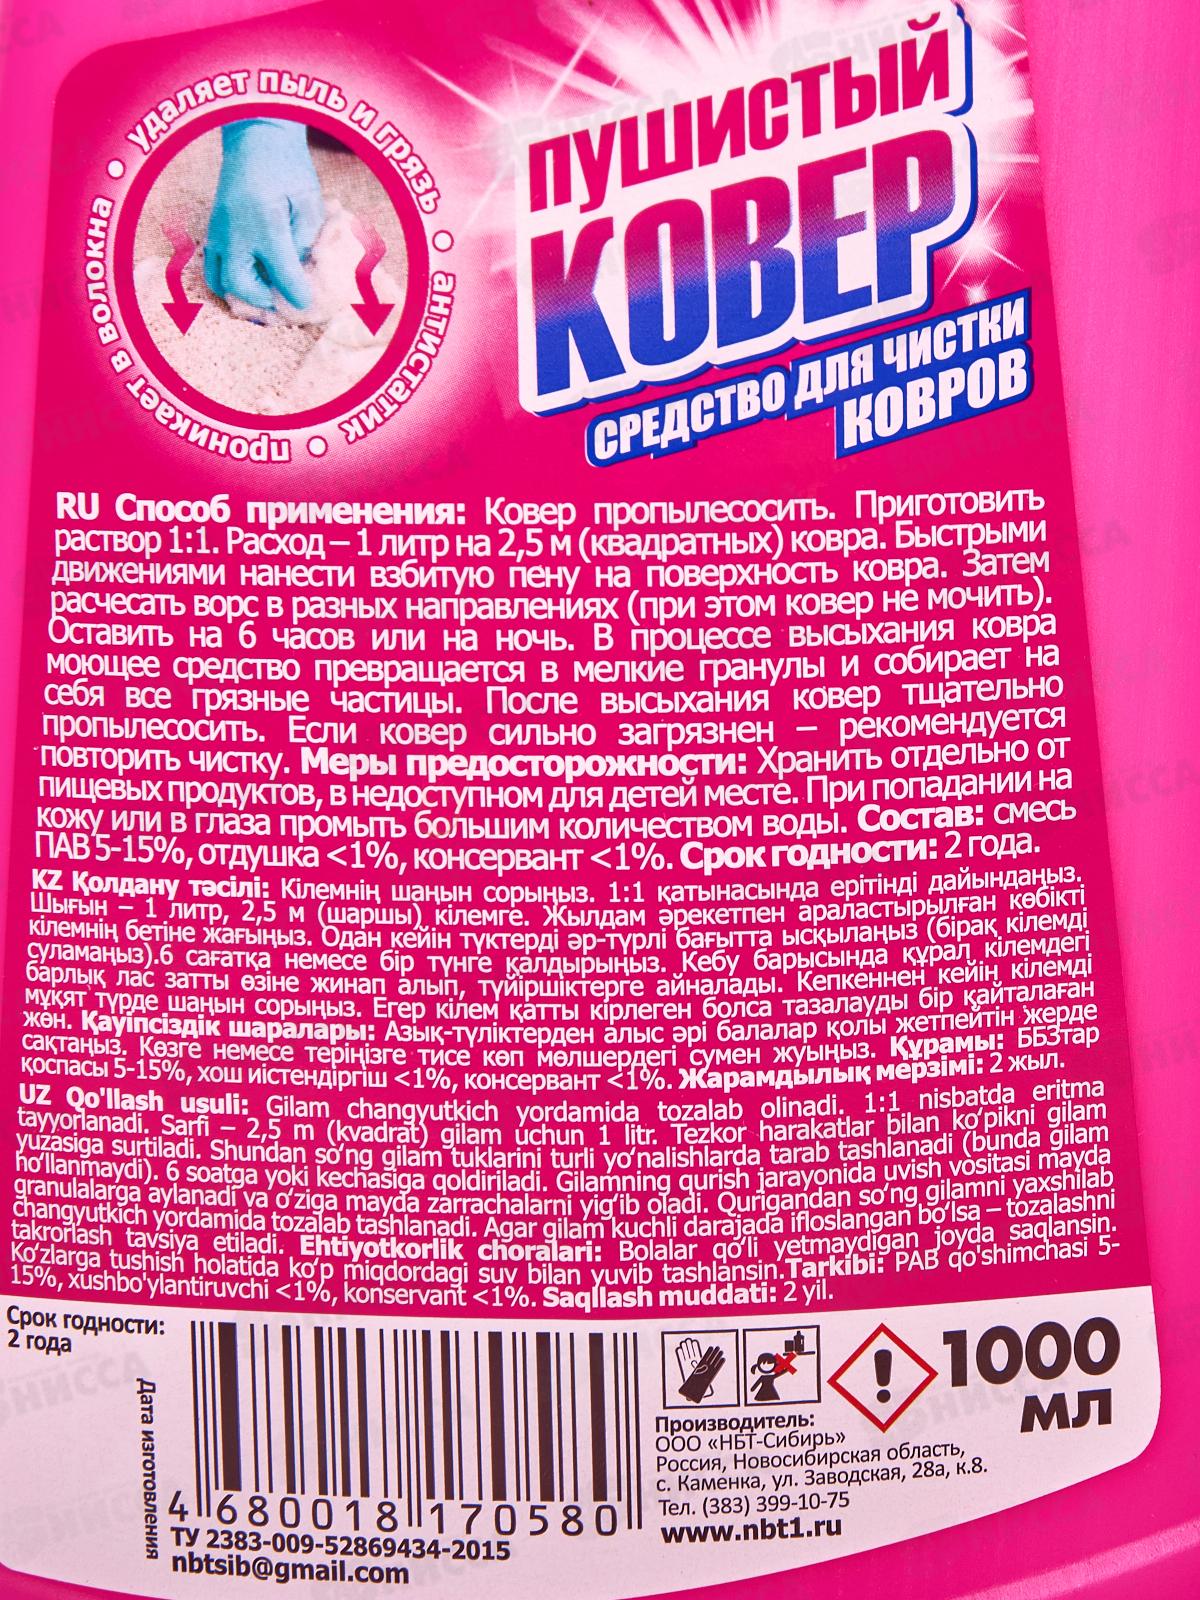 удаляет пыль и грязь • антистатик • проникает в волокна •
ПУШИСТЫЙ
КОВЕР
СРЕДСТВО ДЛЯ ЧИСТКИ
КОВРОВ
RU Способ применения: Ковер пропылесосить. Приготовить
раствор 1:1. Расход – 1 литр на 2,5 м (квадратных) ковра. Быстрыми
движениями нанести взбитую пену на поверхность ковра. Затем
расчесать ворс в разных направлениях (при этом ковер не мочить).
Оставить на 6 часов или на ночь. В процессе высыхания ковра
моющее средство превращается в мелкие гранулы и собирает на
себя все грязные частицы. После высыхания ковер тщательно
пропылесосить. Если ковер сильно загрязнен – рекомендуется
повторить чистку. Меры предосторожности: Хранить отдельно от
пищевых продуктов, в недоступном для детей месте. При попадании на
кожу или в глаза промыть большим количеством воды. Состав: смесь
ПАВ 5-15%, отдушка <1%, консервант <1%. Срок годности: 2 года.
KZ Қолдану тәсілі: Кілемнің шаңын сорыңыз. 1:1 қатынасында ерітінді дайындаңыз.
Шығын – 1 литр, 2,5 м (шаршы) кілемге. Жылдам әрекетпен араластырылған көбікті
кілемнің бетіне жағыңыз. Одан кейін түктерді әр-түрлі бағытта ысқылаңыз (бірақ кілемді
суламаңыз).6 сағатқа немесе бір түнге қалдырыңыз. Кебу барысында құрал кілемдегі
барлық лас затты өзіне жинап алып, түйіршіктерге айналады. Кепкеннен кейін кілемді
мұқят түрде шаңын сорыңыз. Егер кілем қатты кірлеген болса тазалауды бір қайталаған
жөн. Қауіпсіздік шаралары: Азық-түліктерден алыс әрі балалар қолы жетпейтін жерде
сақтаңыз. Көзге немесе теріңізге тисе көп мөлшердегі сумен жуыңыз. Құрамы: ББЗтар
қоспасы 5-15%, хош иістендіргіш <1%, консервант <1%. Жарамдылық мерзімі: 2 жыл.
UZ Qo'llash usuli: Gilam changyutkich yordamida tozalab olinadi. 1:1 nisbatda eritma
tayyorlanadi. Sarfi – 2,5 m (kvadrat) gilam uchun 1 litr. Tezkor harakatlar bilan ko‘pikni gilam
yuzasiga surtiladi. Shundan so‘ng gilam tuklarini turli yo‘nalishlarda tarab tashlanadi (bunda gilam
ho‘llanmaydi). 6 soatga yoki kechasiga qoldiriladi. Gilamning qurish jarayonida uvish vositasi mayda
granulalarga aylanadi va o‘ziga mayda zarrachalarni yig‘ib oladi. Qurigandan so‘ng gilamni yaxshilab
changyutkich yordamida tozalab tashlanadi. Agar gilam kuchli darajada ifloslangan bo‘lsa – tozalashni
takrorlash tavsiya etiladi. Ehtiyotkorlik choralari: Bolalar qo‘li yetmaydigan joyda saqlansin.
Ko‘zlarga tushish holatida ko‘p miqdordagi suv bilan yuvib tashlansin.Tarkibi: PAB qo'shimchasi 5-
15%, xushbo'ylantiruvchi <1%, konservant <1%. Saqllash muddati: 2 yil.
Срок годности:
2 года
Дата изготовления
4 680018 170580
ТУ 2383-009-52869434-2015
nbtsib@gmail.com
1000
мл
Производитель:
ООО «НБТ-Сибирь»
Россия, Новосибирская область,
с. Каменка, ул. Заводская, 28а, к.8.
Тел. (383) 399-10-75
www.nbt1.ru